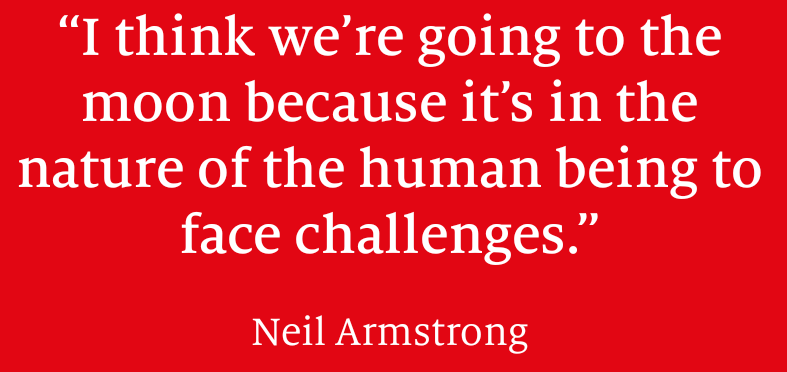 “I think we’re going to the
moon because it’s in the
nature of the human being to
face challenges.”
Neil Armstrong